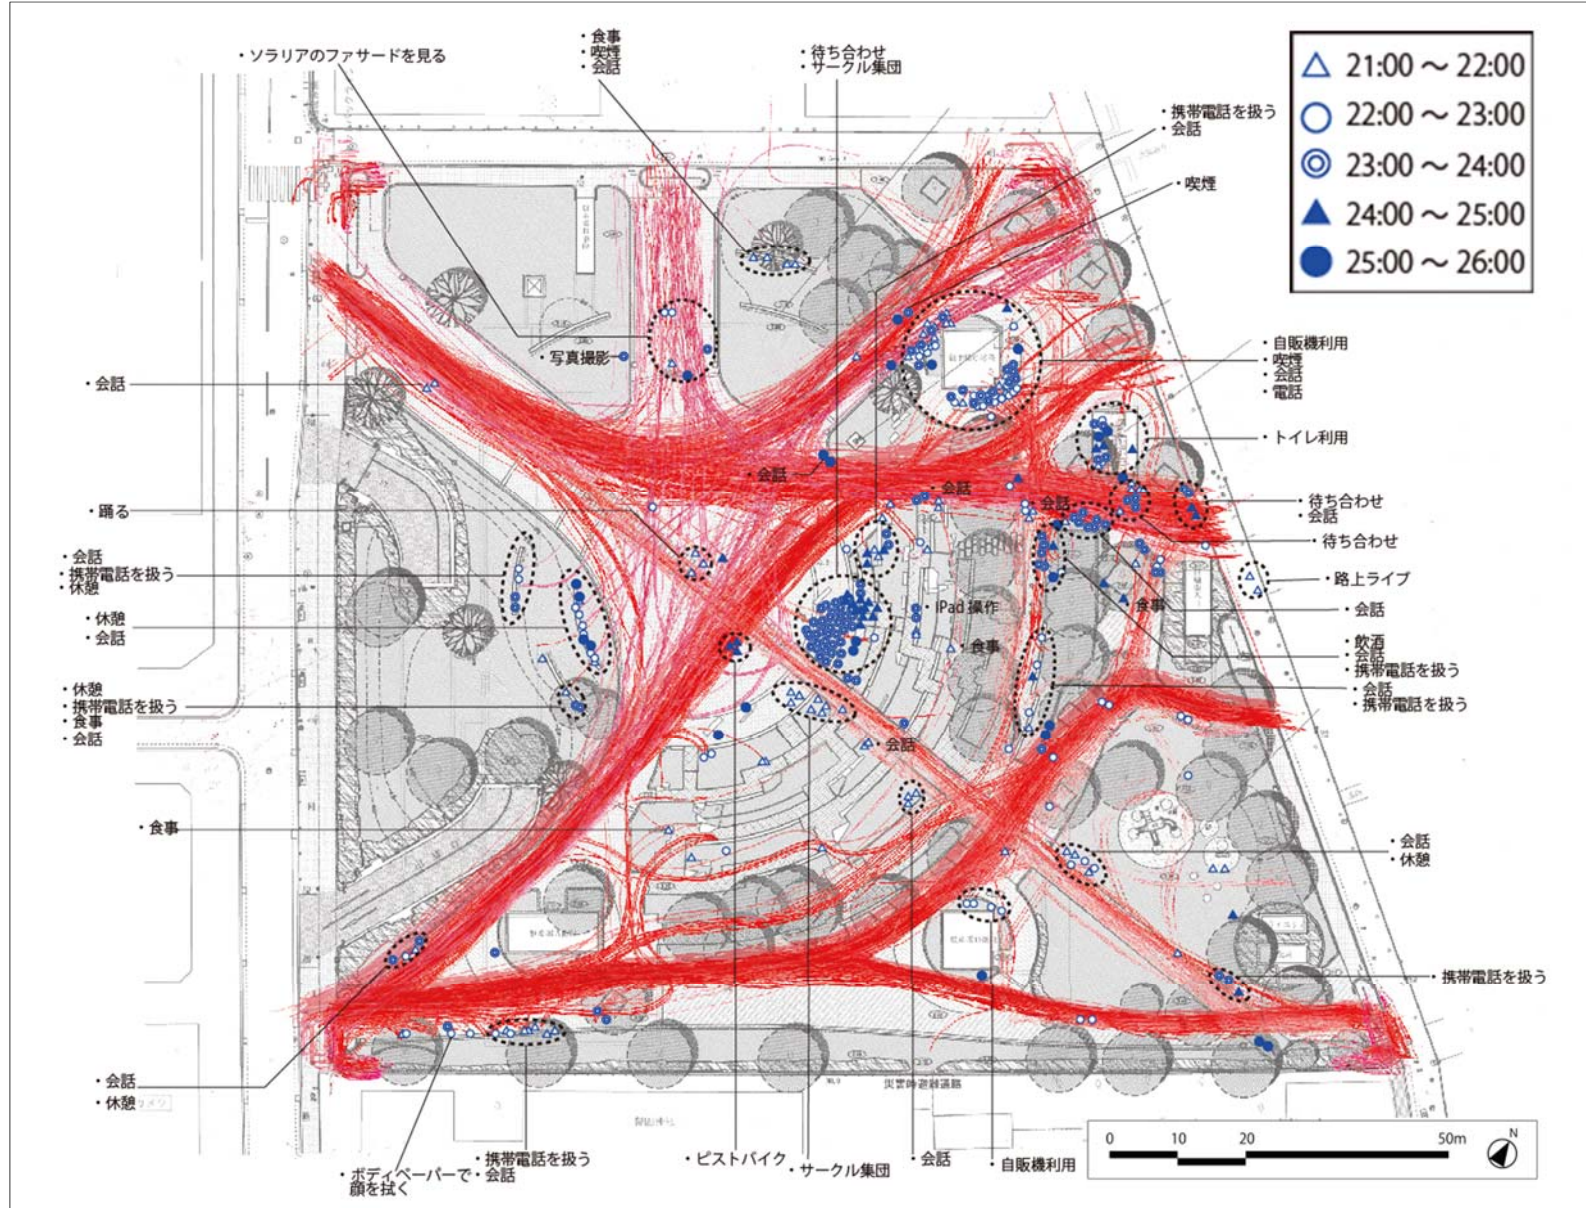 ・ソラリアのファサードを見る
・食事
・喫煙
・会話
・待ち合わせ
・サークル集団
・携帯電話を扱う
・会話
・喫煙
21:00 ～ 22:00
22:00 ～ 23:00
23:00 ～ 24:00
24:00 ～ 25:00
25:00 ～ 26:00
・写真撮影
・自販機利用
・喫煙
・会話
・電話
・会話
・トイレ利用
・会話
・会話
・会話
・待ち合わせ
・会話
・踊る
・待ち合わせ
・会話
・携帯電話を扱う
・休憩
・路上ライブ
・iPad 操作
・食事
・会話
・休憩
・会話
・食事
・飲酒
・会話
・携帯電話を扱う
・休憩
・携帯電話を扱う
・食事
・会話
・会話
・携帯電話を扱う
・会話
・食事
・会話
・休憩
・携帯電話を扱う
・会話
・休憩
災害時避難通路
・ボディペーパーで
顔を拭く
・携帯電話を扱う
・会話
・ピストバイク
・サークル集団
・会話
・自販機利用
0 10 20 50m
N